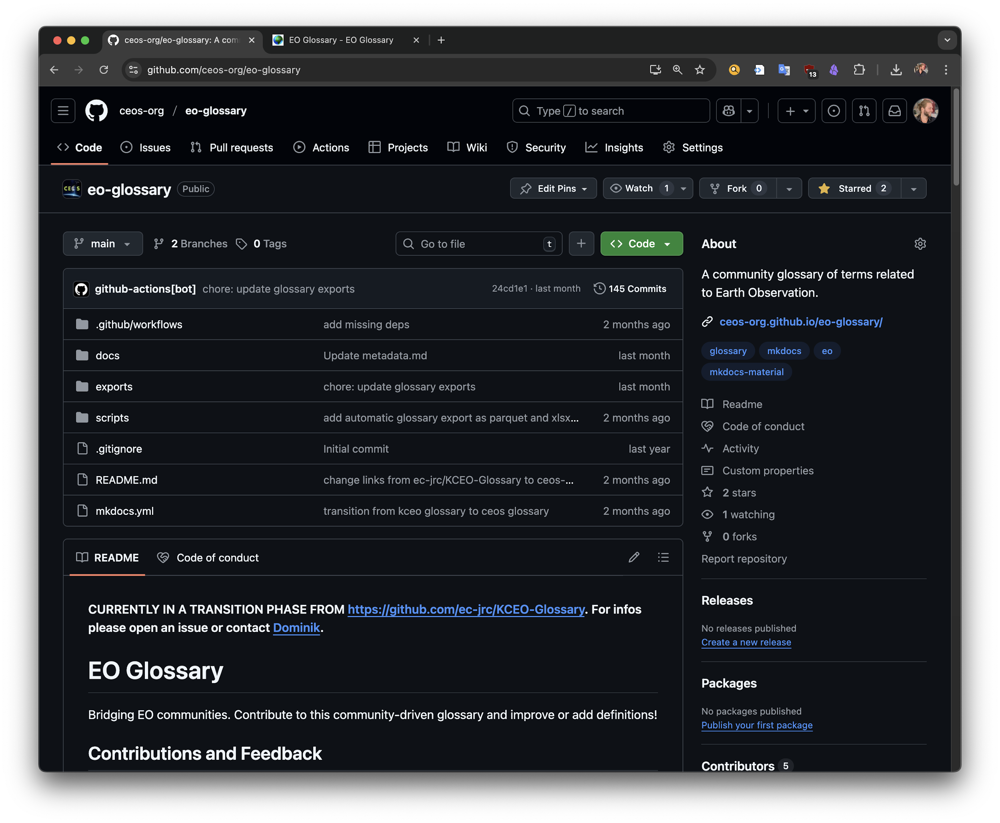 ceos-org/eo-glossary: A com
EO Glossary - EO Glossary
github.com/ceos-org/eo-glossary
13
ceos-org / eo-glossary
Type / to search
Code
Issues
Pull requests
Actions
Projects
Wiki
Security
Insights
Settings
CEOS
eo-glossary
Public
Edit Pins
Watch 1
Fork 0
Starred 2
main
2 Branches
0 Tags
Go to file
t
Code
github-actions[bot] chore: update glossary exports 24cd1e1 · last month 145 Commits
.github/workflows add missing deps 2 months ago
docs Update metadata.md last month
exports chore: update glossary exports last month
scripts add automatic glossary export as parquet and xlsx... 2 months ago
.gitignore Initial commit last year
README.md change links from ec-jrc/KCEO-Glossary to ceos-... 2 months ago
mkdocs.yml transition from kceo glossary to ceos glossary 2 months ago
README
Code of conduct
CURRENTLY IN A TRANSITION PHASE FROM https://github.com/ec-jrc/KCEO-Glossary. For infos
please open an issue or contact Dominik.
EO Glossary
Bridging EO communities. Contribute to this community-driven glossary and improve or add definitions!
Contributions and Feedback
About
A community glossary of terms related
to Earth Observation.
ceos-org.github.io/eo-glossary/
glossary mkdocs eo
mkdocs-material
Readme
Code of conduct
Activity
Custom properties
2 stars
1 watching
0 forks
Report repository
Releases
No releases published
Create a new release
Packages
No packages published
Publish your first package
Contributors 5